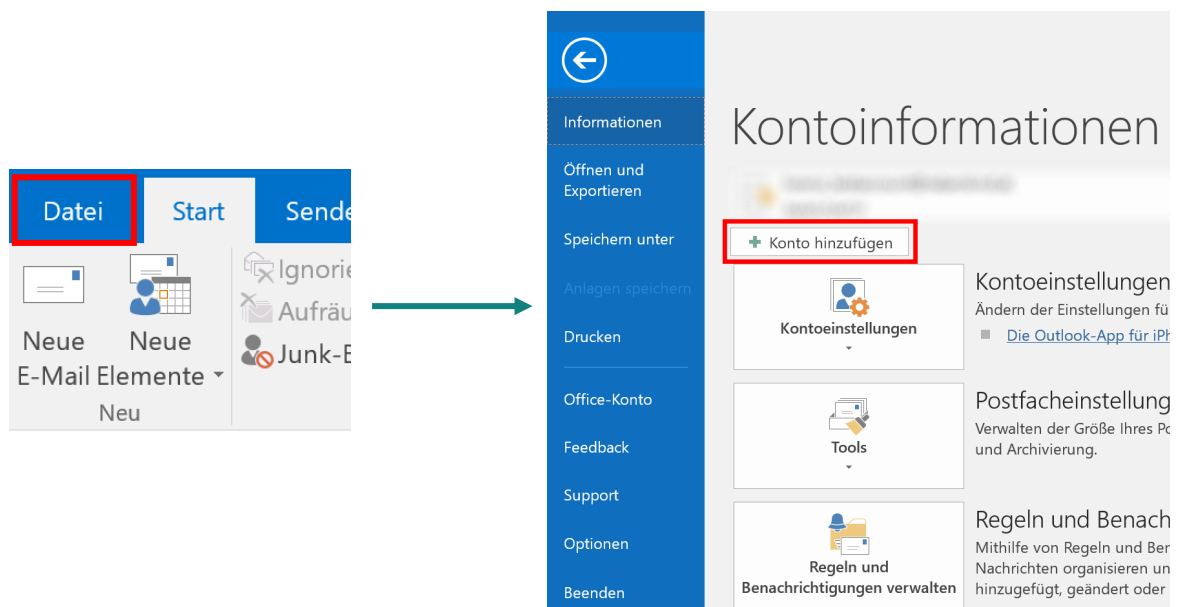 Datei
Start
Sende
Ignorie
Aufräu
Junk-E
Neue
E-Mail
Neue
Elemente
Neu
Informationen
Öffnen und
Exportieren
Speichern unter
Anlagen speichern
Drucken
Office-Konto
Feedback
Support
Optionen
Beenden
Kontoinformationen
Konto hinzufügen
Kontoeinstellungen
Kontoeinstellungen
Ändern der Einstellungen fü
Die Outlook-App für iPh
Tools
Postfacheinstellung
Verwalten der Größe Ihres Po
und Archivierung.
Regeln und
Benachrichtigungen verwalten
Regeln und Benach
Mithilfe von Regeln und Ben
Nachrichten organisieren un
hinzugefügt, geändert oder